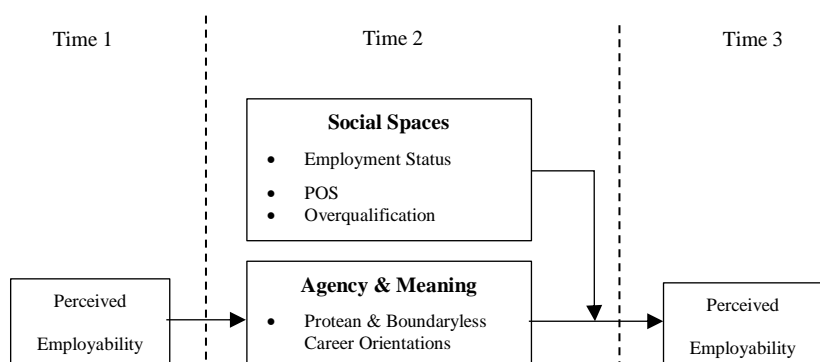 Time 1
Time 2
Time 3
Social Spaces
• Employment Status
• POS
• Overqualification
Perceived
Employability
Agency & Meaning
• Protean & Boundaryless
Career Orientations
Perceived
Employability